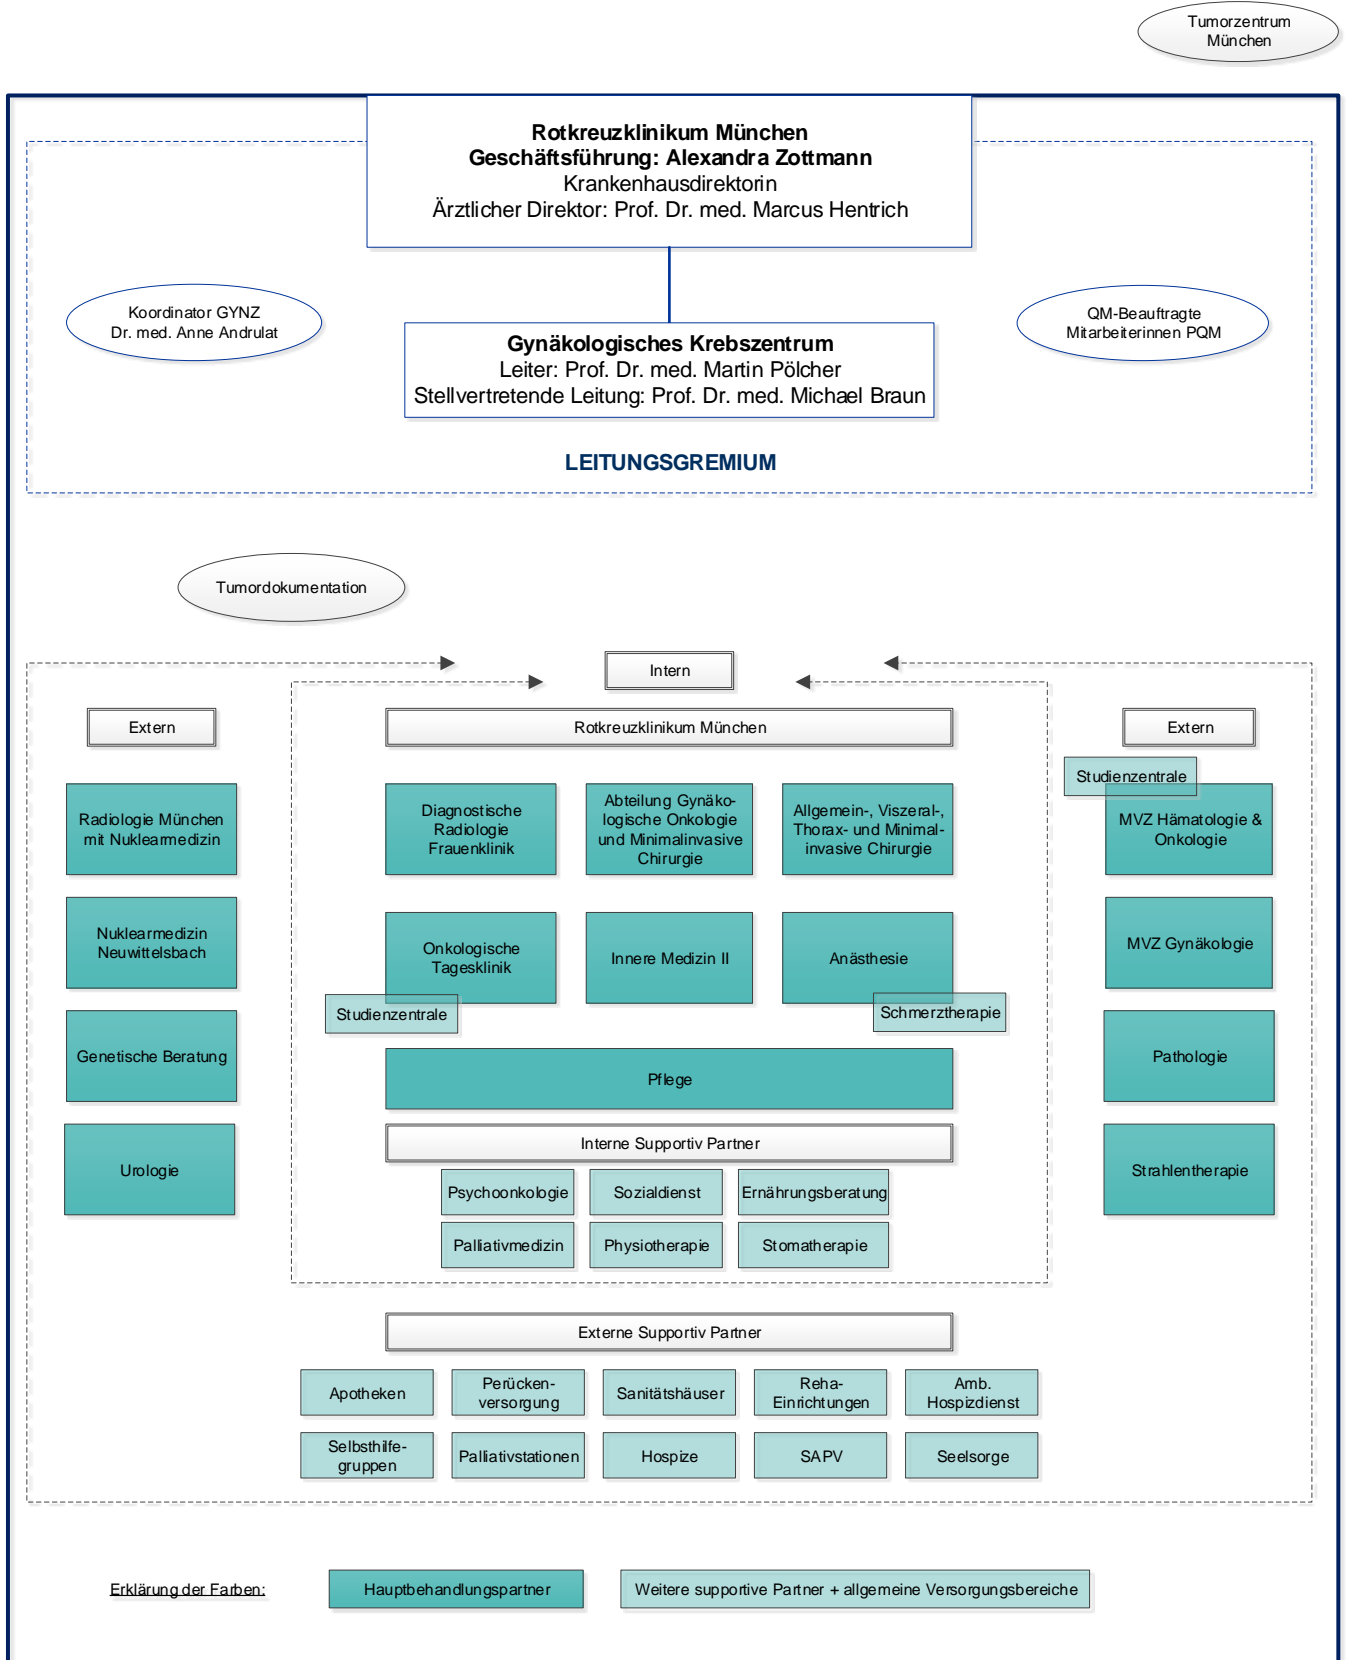 Tumorzentrum
München
Rotkreuzklinikum München
Geschäftsführung: Alexandra Zottmann
Krankenhausdirektorin
Ärztlicher Direktor: Prof. Dr. med. Marcus Hentrich
Koordinator GYNZ
Dr. med. Anne Andrulat
QM-Beauftragte
Mitarbeiterinnen PQM
Gynäkologisches Krebszentrum
Leiter: Prof. Dr. med. Martin Pölcher
Stellvertretende Leitung: Prof. Dr. med. Michael Braun
LEITUNGSGREMIUM
Tumordokumentation
Intern
Extern
Radiologie München
mit Nuklearmedizin
Nuklearmedizin
Neuwittelsbach
Genetische Beratung
Urologie
Rotkreuzklinikum München
Diagnostische
Radiologie
Frauenklinik
Abteilung Gynäko-
logische Onkologie
und Minimalinvasive
Chirurgie
Allgemein-, Viszeral-,
Thorax- und Minimal-
invasive Chirurgie
Onkologische
Tagesklinik
Studienzentrale
Innere Medizin II
Anästhesie
Schmerztherapie
Pflege
Interne Supportiv Partner
Psychoonkologie
Sozialdienst
Ernährungsberatung
Palliativmedizin
Physiotherapie
Stomatherapie
Extern
Studienzentrale
MVZ Hämatologie &
Onkologie
MVZ Gynäkologie
Pathologie
Strahlentherapie
Externe Supportiv Partner
Apotheken
Perücken-
versorgung
Sanitätshäuser
Reha-
Einrichtungen
Amb.
Hospizdienst
Selbsthilfe-
gruppen
Palliativstationen
Hospize
SAPV
Seelsorge
Erklärung der Farben:
Hauptbehandlungspartner
Weitere supportive Partner + allgemeine Versorgungsbereiche